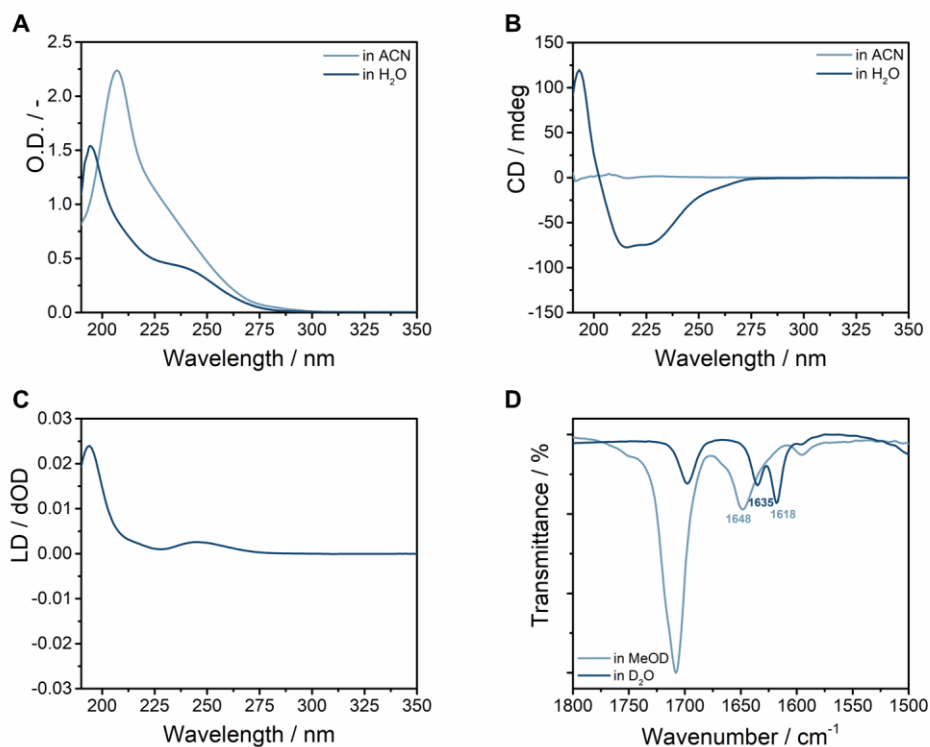 A
2.5
2.0
1.5
1.0
0.5
0.0
O.D. / -
in ACN
in H₂O
200 225 250 275 300 325 350
Wavelength / nm
B
150
100
50
0
-50
-100
-150
CD / mdeg
in ACN
in H₂O
200 225 250 275 300 325 350
Wavelength / nm
C
0.03
0.02
0.01
0.00
-0.01
-0.02
-0.03
LD / dOD
200 225 250 275 300 325 350
Wavelength / nm
D
Transmittance / %
1635
1648 1618
in MeOD
in D₂O
1800 1750 1700 1650 1600 1550 1500
Wavenumber / cm⁻¹